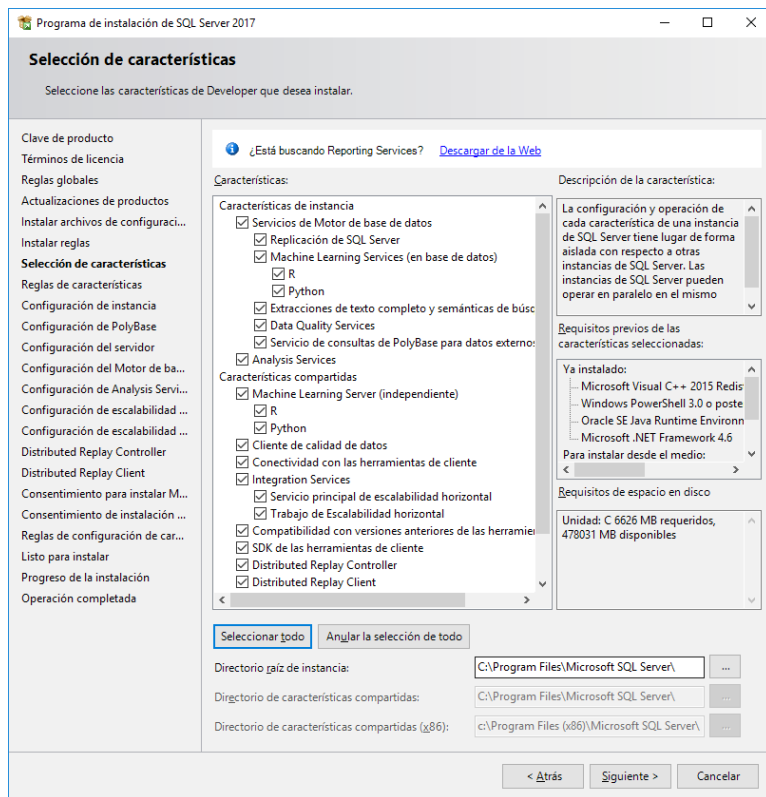 Programa de instalación de SQL Server 2017
Selección de características
Seleccione las características de Developer que desea instalar.
Clave de producto
Términos de licencia
Reglas globales
Actualizaciones de productos
Instalar archivos de configuraci...
Instalar reglas
Selección de características
Reglas de características
Configuración de instancia
Configuración de PolyBase
Configuración del servidor
Configuración del Motor de ba...
Configuración de Analysis Servi...
Configuración de escalabilidad ...
Configuración de escalabilidad ...
Distributed Replay Controller
Distributed Replay Client
Consentimiento para instalar M...
Consentimiento de instalación ...
Reglas de configuración de car...
Listo para instalar
Progreso de la instalación
Operación completada
¿Está buscando Reporting Services? Descargar de la Web
Características:
Características de instancia
Servicios de Motor de base de datos
Replicación de SQL Server
Machine Learning Services (en base de datos)
R
Python
Extracciones de texto completo y semánticas de búsc
Data Quality Services
Servicio de consultas de PolyBase para datos externos
Analysis Services
Características compartidas
Machine Learning Server (independiente)
R
Python
Cliente de calidad de datos
Conectividad con las herramientas de cliente
Integration Services
Servicio principal de escalabilidad horizontal
Trabajo de Escalabilidad horizontal
Compatibilidad con versiones anteriores de las herramien
SDK de las herramientas de cliente
Distributed Replay Controller
Distributed Replay Client
Descripción de la característica:
La configuración y operación de
cada característica de una instancia
de SQL Server tiene lugar de forma
aislada con respecto a otras
instancias de SQL Server. Las
instancias de SQL Server pueden
operar en paralelo en el mismo
Requisitos previos de las
características seleccionadas:
Ya instalado:
Microsoft Visual C++ 2015 Redis
Windows PowerShell 3.0 o poste
Oracle SE Java Runtime Environm
Microsoft .NET Framework 4.6
Para instalar desde el medio:
Requisitos de espacio en disco
Unidad: C 6626 MB requeridos,
478031 MB disponibles
Seleccionar todo
Anular la selección de todo
Directorio raíz de instancia:
C:\Program Files\Microsoft SQL Server\
...
Directorio de características compartidas:
C:\Program Files\Microsoft SQL Server\
...
Directorio de características compartidas (x86):
c:\Program Files (x86)\Microsoft SQL Server\
...
< Atrás
Siguiente >
Cancelar